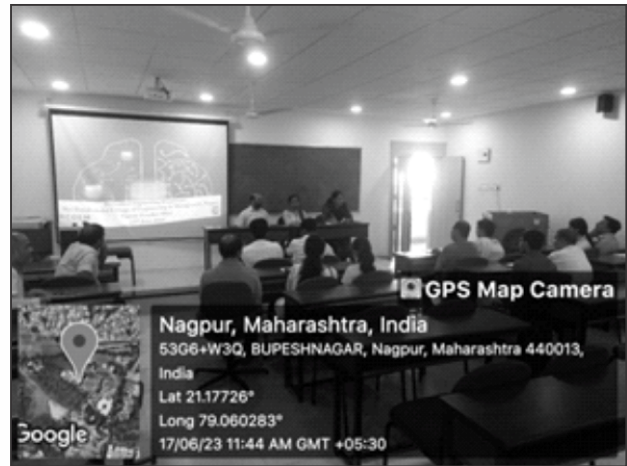 GPS Map Camera
Nagpur, Maharashtra, India
53G6+W3Q, BUPESHNAGAR, Nagpur, Maharashtra 440013,
India
Lat 21.17726°
Long 79.060283°
17/06/23 11:44 AM GMT +05:30
Google